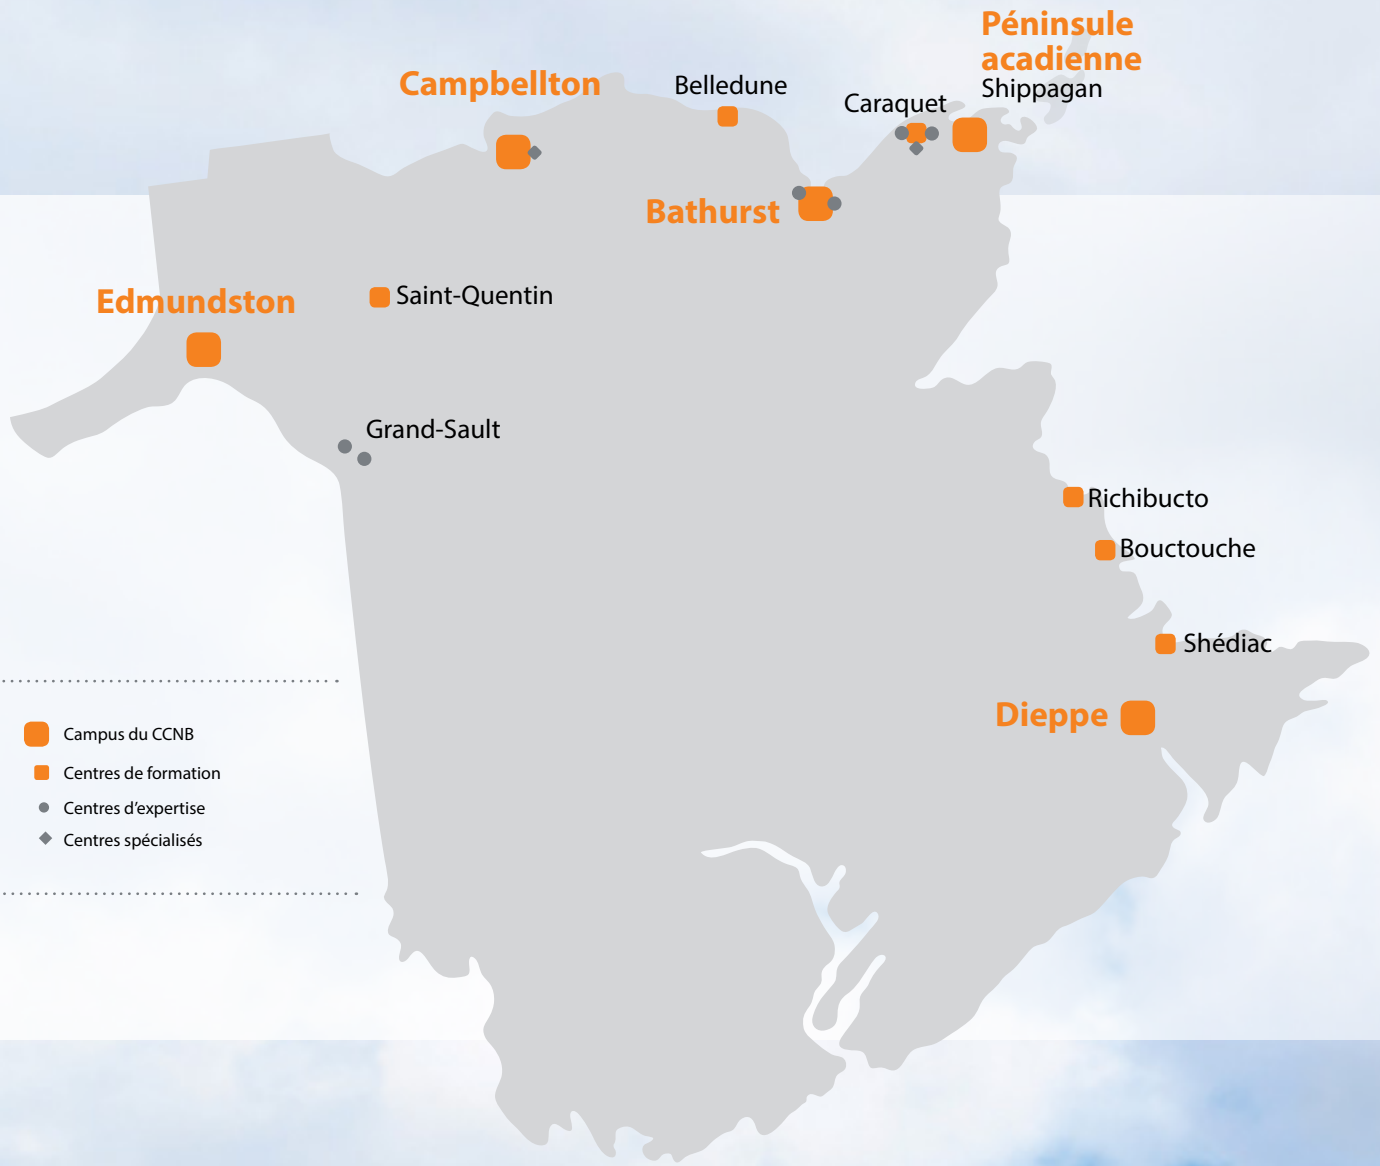 Péninsule
acadienne
Shippagan
Campbellton
Belledune
Caraquet
Bathurst
Edmundston
Saint-Quentin
Grand-Sault
Richibucto
Bouctouche
Shédiac
Dieppe
Campus du CCNB
Centres de formation
Centres d’expertise
Centres spécialisés